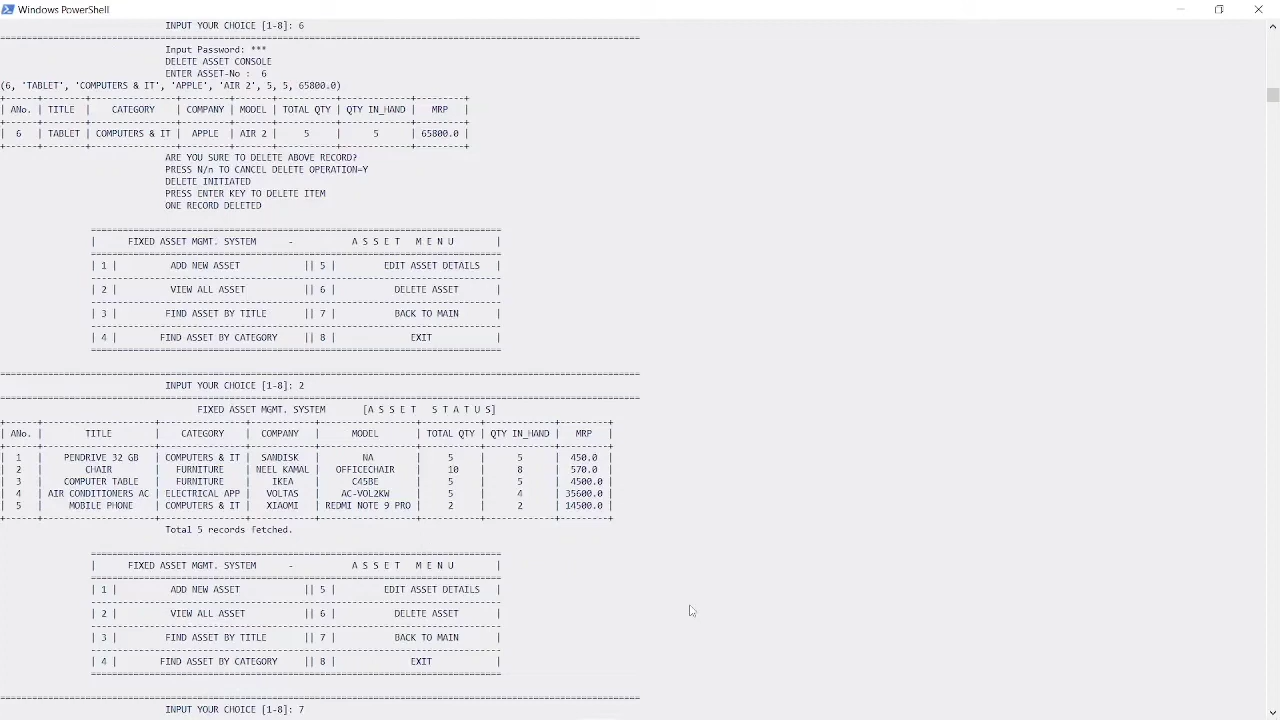 Windows PowerShell
INPUT YOUR CHOICE [1-8]: 6
================================================================================
Input Password: ***
DELETE ASSET CONSOLE
ENTER ASSET-No :  6
(6, 'TABLET', 'COMPUTERS & IT', 'APPLE', 'AIR 2', 5, 5, 65800.0)
| ANo. | TITLE | CATEGORY | COMPANY | MODEL | TOTAL QTY | QTY IN_HAND | MRP |
| 6 | TABLET | COMPUTERS & IT | APPLE | AIR 2 | 5 | 5 | 65800.0 |
ARE YOU SURE TO DELETE ABOVE RECORD?
PRESS N/n TO CANCEL DELETE OPERATION=Y
DELETE INITIATED
PRESS ENTER KEY TO DELETE ITEM
ONE RECORD DELETED
| FIXED ASSET MGMT. SYSTEM - A S S E T  M E N U |
| 1 | ADD NEW ASSET || 5 | EDIT ASSET DETAILS |
| 2 | VIEW ALL ASSET || 6 | DELETE ASSET |
| 3 | FIND ASSET BY TITLE || 7 | BACK TO MAIN |
| 4 | FIND ASSET BY CATEGORY || 8 | EXIT |
INPUT YOUR CHOICE [1-8]: 2
FIXED ASSET MGMT. SYSTEM [A S S E T  S T A T U S]
| ANo. | TITLE | CATEGORY | COMPANY | MODEL | TOTAL QTY | QTY IN_HAND | MRP |
| 1 | PENDRIVE 32 GB | COMPUTERS & IT | SANDISK | NA | 5 | 5 | 450.0 |
| 2 | CHAIR | FURNITURE | NEEL KAMAL | OFFICECHAIR | 10 | 8 | 570.0 |
| 3 | COMPUTER TABLE | FURNITURE | IKEA | C45BE | 5 | 5 | 4500.0 |
| 4 | AIR CONDITIONERS AC | ELECTRICAL APP | VOLTAS | AC-VOL2KW | 5 | 4 | 35600.0 |
| 5 | MOBILE PHONE | COMPUTERS & IT | XIAOMI | REDMI NOTE 9 PRO | 2 | 2 | 14500.0 |
Total 5 records fetched.
| FIXED ASSET MGMT. SYSTEM - A S S E T  M E N U |
| 1 | ADD NEW ASSET || 5 | EDIT ASSET DETAILS |
| 2 | VIEW ALL ASSET || 6 | DELETE ASSET |
| 3 | FIND ASSET BY TITLE || 7 | BACK TO MAIN |
| 4 | FIND ASSET BY CATEGORY || 8 | EXIT |
INPUT YOUR CHOICE [1-8]: 7